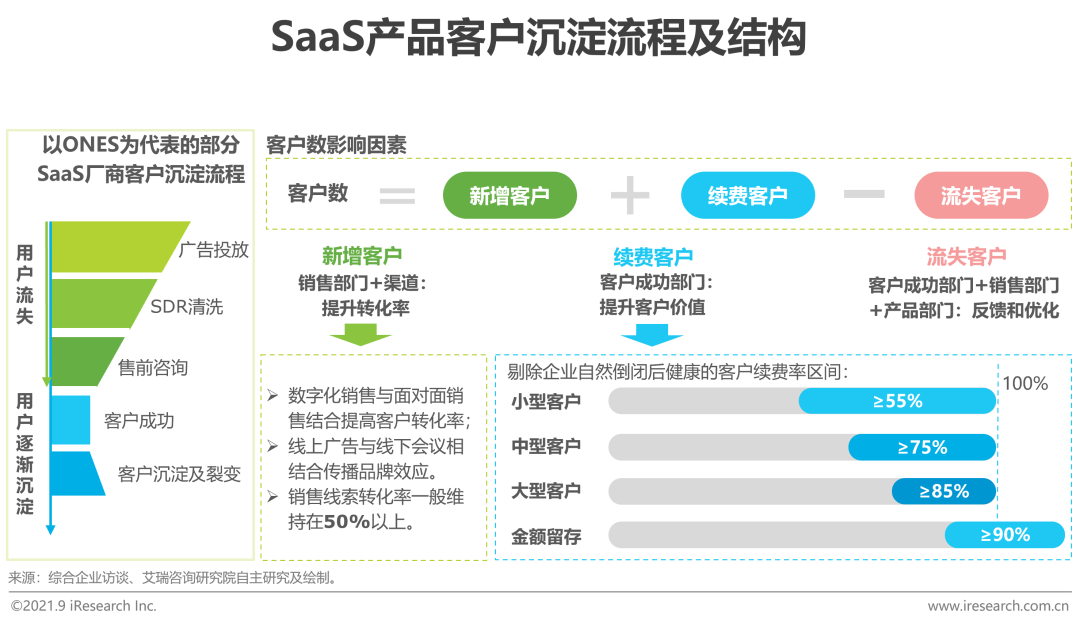 SaaS产品客户沉淀流程及结构
以ONES为代表的部分
SaaS厂商客户沉淀流程
用户流失
用户逐渐沉淀
广告投放
SDR清洗
售前咨询
客户成功
客户沉淀及裂变
客户数影响因素
客户数 = 新增客户 + 续费客户 — 流失客户
新增客户
销售部门+渠道：
提升转化率
续费客户
客户成功部门：
提升客户价值
流失客户
客户成功部门+销售部门
+产品部门：反馈和优化
➢ 数字化销售与面对面销
售结合提高客户转化率；
➢ 线上广告与线下会议相
结合传播品牌效应。
➢ 销售线索转化率一般维
持在50%以上。
剔除企业自然倒闭后健康的客户续费率区间：
100%
小型客户 ≥55%
中型客户 ≥75%
大型客户 ≥85%
金额留存 ≥90%
来源：综合企业访谈、艾瑞咨询研究院自主研究及绘制。
©2021.9 iResearch Inc.
www.iresearch.com.cn